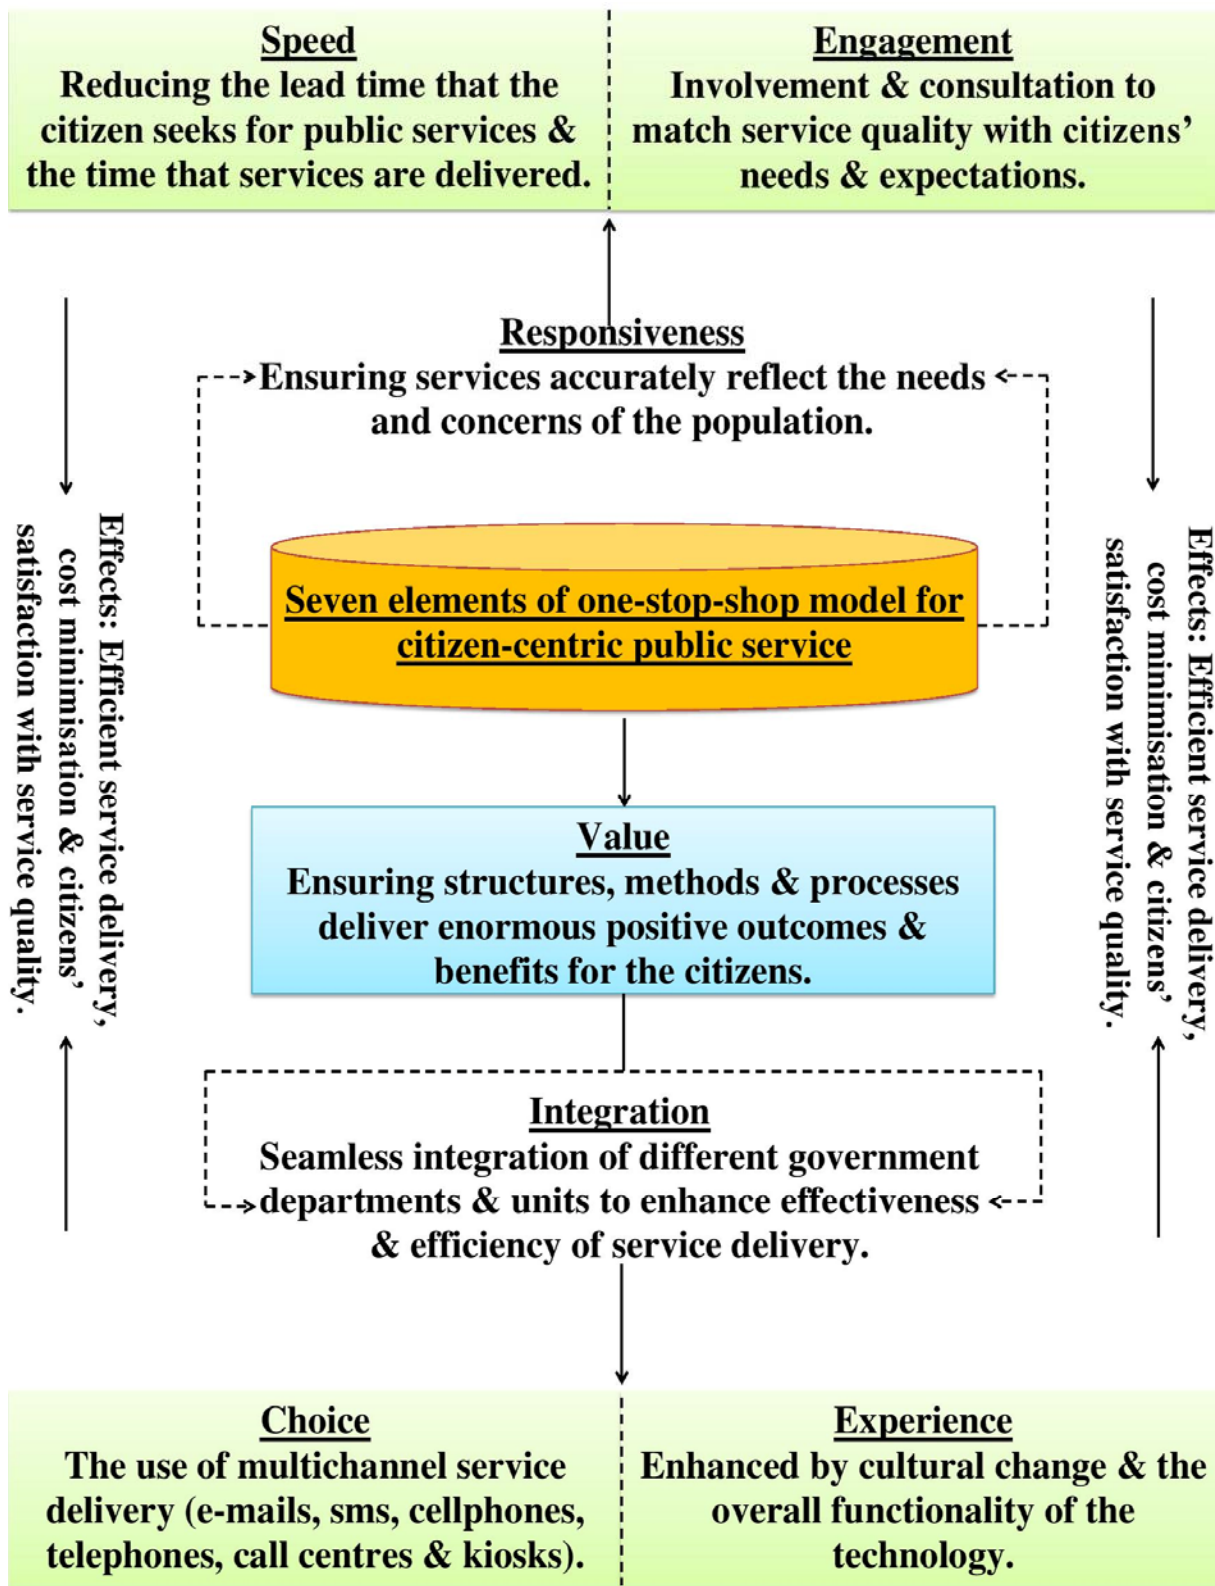 Speed
Reducing the lead time that the
citizen seeks for public services &
the time that services are delivered.
Engagement
Involvement & consultation to
match service quality with citizens’
needs & expectations.
Responsiveness
Ensuring services accurately reflect the needs
and concerns of the population.
Effects: Efficient service delivery,
cost minimisation & citizens’
satisfaction with service quality.
Seven elements of one-stop-shop model for
citizen-centric public service
Effects: Efficient service delivery,
cost minimisation & citizens’
satisfaction with service quality.
Value
Ensuring structures, methods & processes
deliver enormous positive outcomes &
benefits for the citizens.
Integration
Seamless integration of different government
departments & units to enhance effectiveness
& efficiency of service delivery.
Choice
The use of multichannel service
delivery (e-mails, sms, cellphones,
telephones, call centres & kiosks).
Experience
Enhanced by cultural change & the
overall functionality of the
technology.